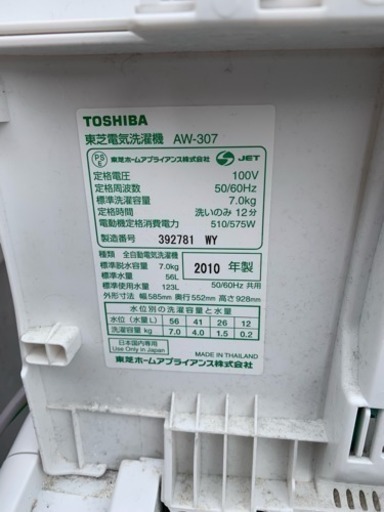 TOSHIBA
東芝電気洗濯機 AW-307
PS E 東芝ホームアプライアンス株式会社 JET
定格電圧 100V
定格周波数 50/60Hz
標準洗濯容量 7.0kg
定格時間 洗いのみ 12分
電動機定格消費電力 510/575W
製造番号 392781 WY
種類 全自動電気洗濯機
標準脱水容量 7.0kg
標準水量 56L
標準使用水量 123L
2010 年製
50/60Hz 共用
外形寸法 幅585mm 奥行552mm 高さ928mm
水位別の洗濯容量と水量
水位 (水量L) 56 41 26 12
洗濯容量 kg 7.0 4.0 1.5 0.2
日本国内専用
Use Only in Japan
MADE IN THAILAND
東芝ホームアプライアンス株式会社